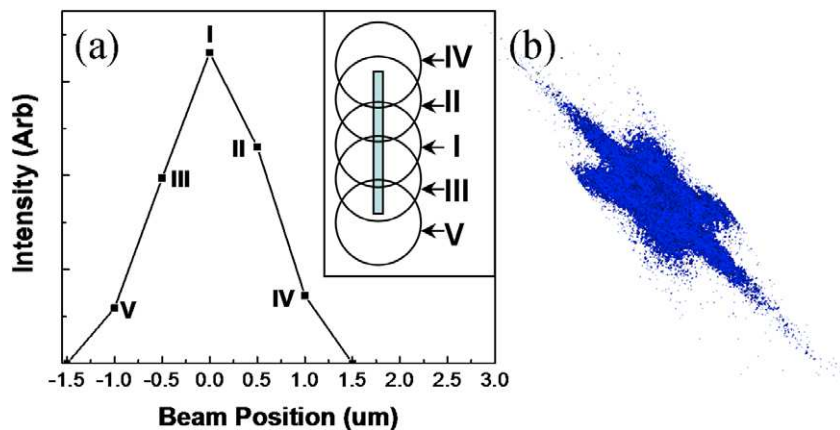 (a)
I
II
III
IV
V
Intensity (Arb)
-1.5 -1.0 -0.5 0.0 0.5 1.0 1.5 2.0 2.5 3.0
Beam Position (um)
IV
II
I
III
V
(b)